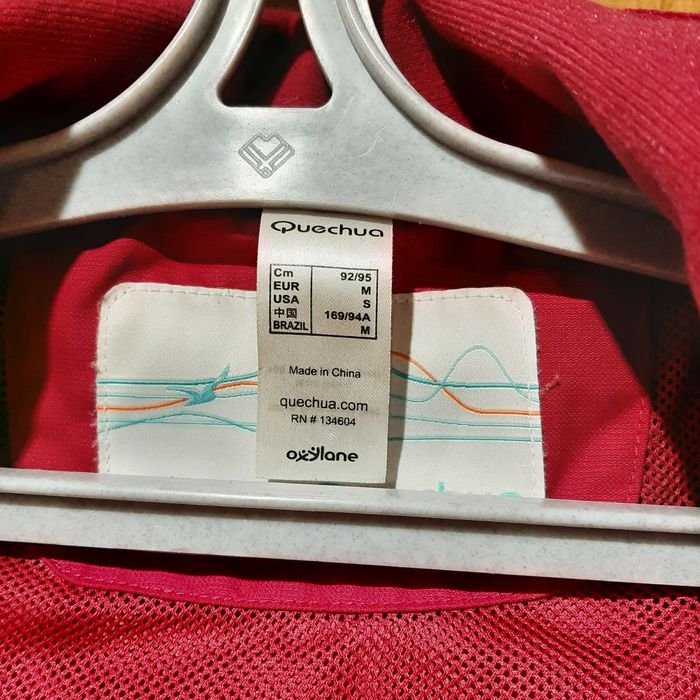 Quechua
Cm 92/95
EUR M
USA S
中国 169/94A
BRAZIL M
Made in China
quechua.com
RN # 134604
oxylane